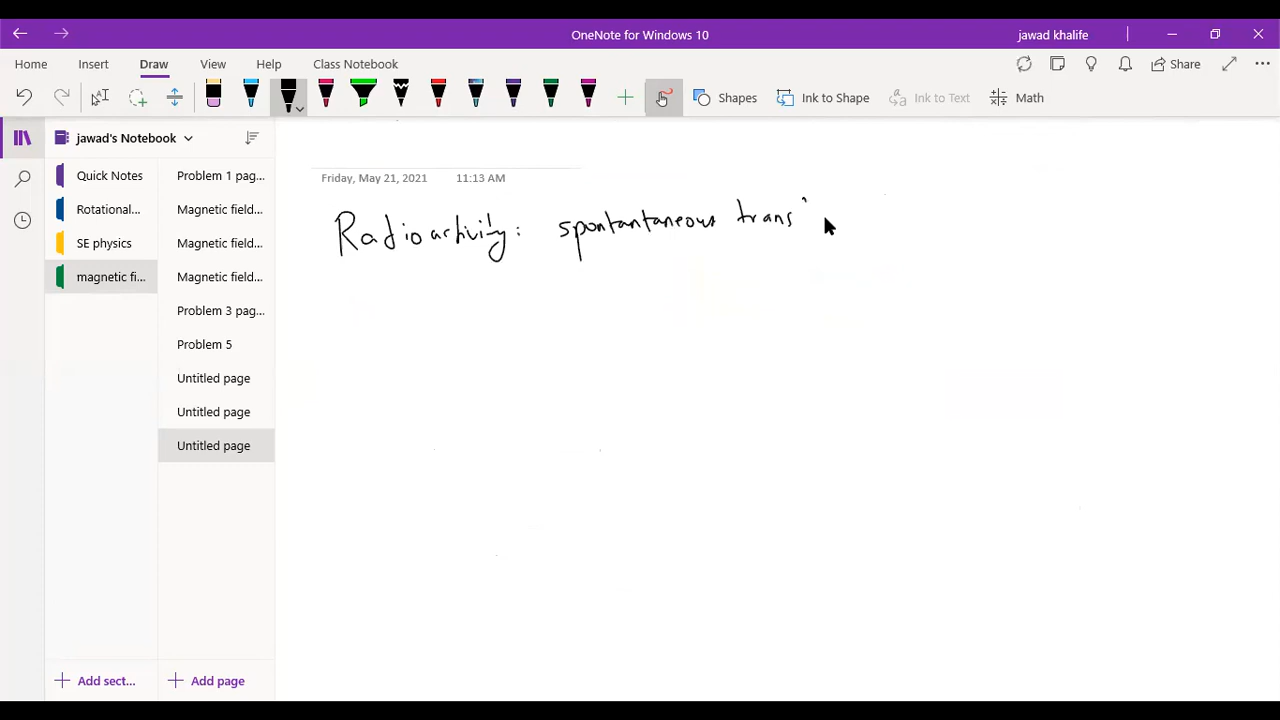 OneNote for Windows 10
jawad khalife
Home
Insert
Draw
View
Help
Class Notebook
Share
Shapes
Ink to Shape
Ink to Text
Math
jawad's Notebook
Quick Notes
Rotational...
SE physics
magnetic fi...
Problem 1 pag...
Magnetic field...
Magnetic field...
Magnetic field...
Problem 3 pag...
Problem 5
Untitled page
Untitled page
Untitled page
Friday, May 21, 2021 11:13 AM
Radioactivity: spontantaneous trans
Add sect...
Add page